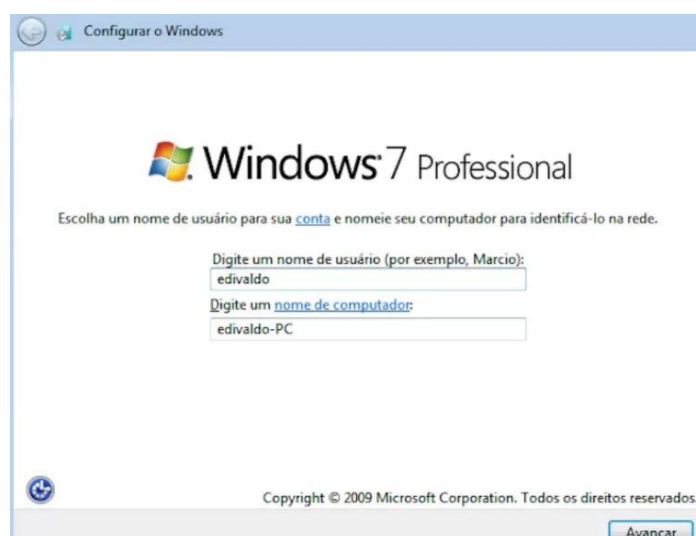 Configurar o Windows
Windows 7 Professional
Escolha um nome de usuário para sua conta e nomeie seu computador para identificá-lo na rede.
Digite um nome de usuário (por exemplo, Marcio):
edivaldo
Digite um nome de computador:
edivaldo-PC
Copyright © 2009 Microsoft Corporation. Todos os direitos reservados
Avançar